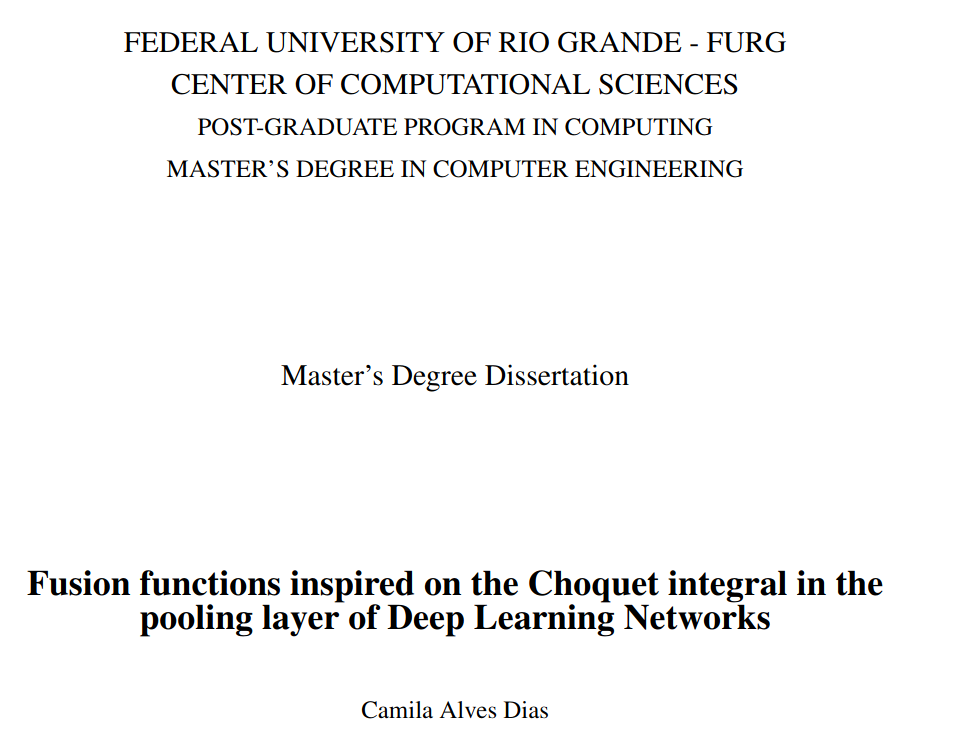 FEDERAL UNIVERSITY OF RIO GRANDE - FURG
CENTER OF COMPUTATIONAL SCIENCES
POST-GRADUATE PROGRAM IN COMPUTING
MASTER'S DEGREE IN COMPUTER ENGINEERING
Master's Degree Dissertation
Fusion functions inspired on the Choquet integral in the
pooling layer of Deep Learning Networks
Camila Alves Dias